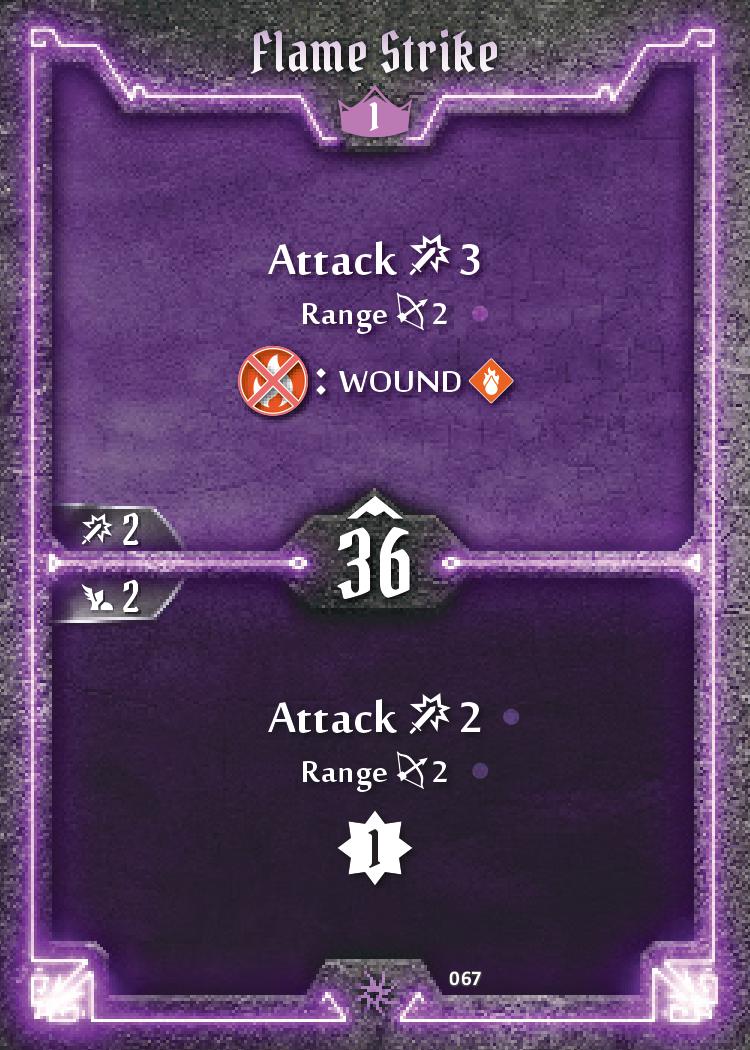 Flame Strike
1
Attack 3
Range 2
: WOUND
2
36
2
Attack 2
Range 2
1
067